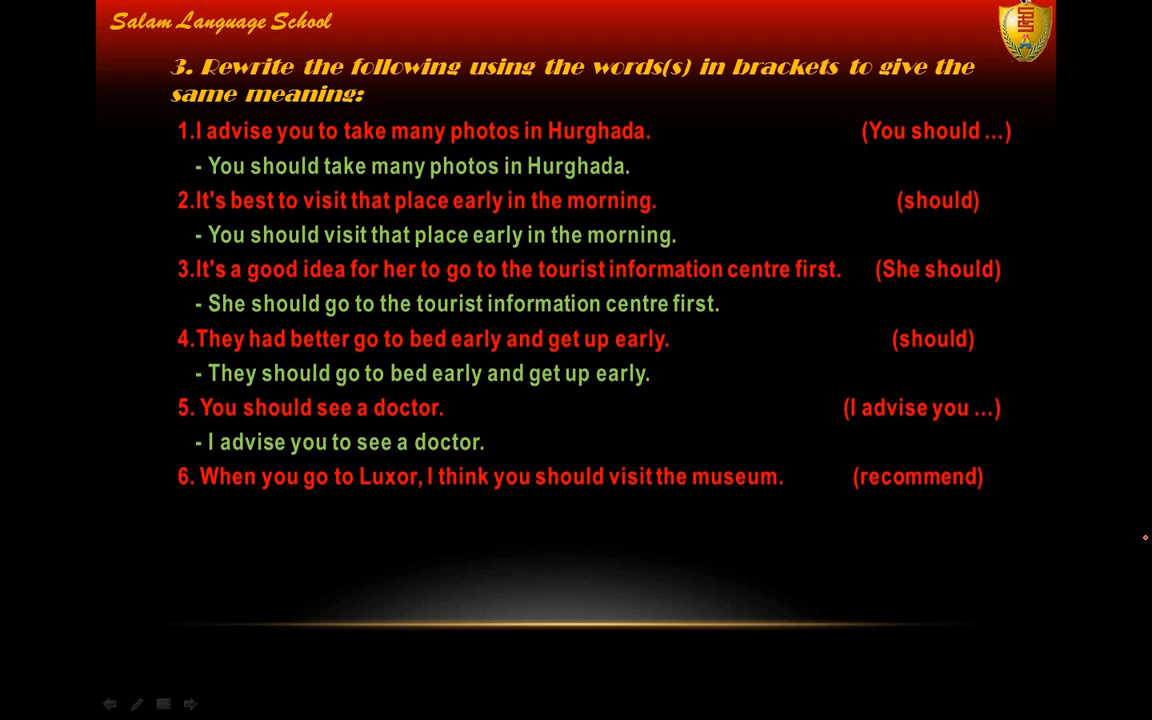 Salam Language School
3. Rewrite the following using the words(s) in brackets to give the
same meaning:
1.I advise you to take many photos in Hurghada. (You should ...)
- You should take many photos in Hurghada.
2.It's best to visit that place early in the morning. (should)
- You should visit that place early in the morning.
3.It's a good idea for her to go to the tourist information centre first. (She should)
- She should go to the tourist information centre first.
4.They had better go to bed early and get up early. (should)
- They should go to bed early and get up early.
5. You should see a doctor. (I advise you ...)
- I advise you to see a doctor.
6. When you go to Luxor, I think you should visit the museum. (recommend)